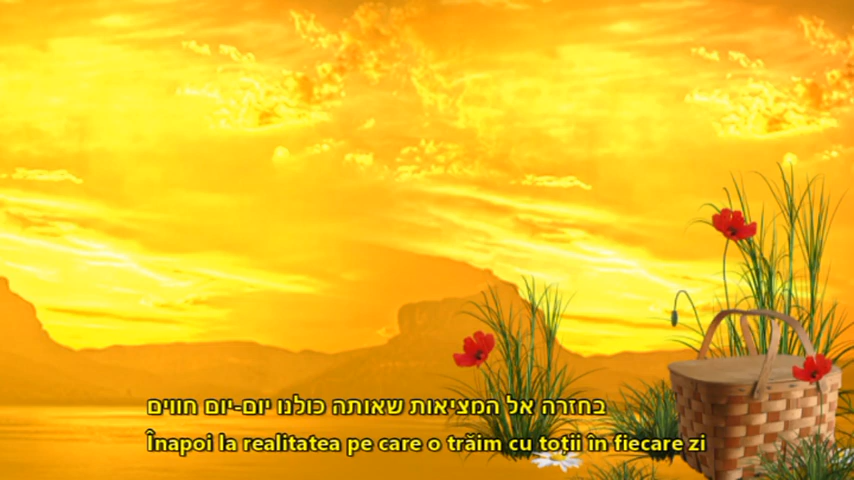 בחזרה אל המציאות שאותה כולנו יום-יום חווים
Înapoi la realitatea pe care o trăim cu toții în fiecare zi